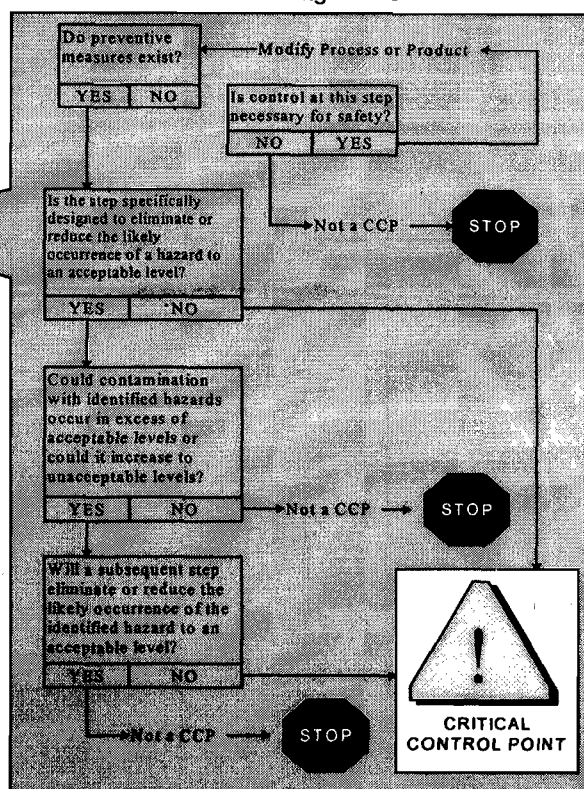 Do preventive
measures exist?
YES NO
Modify Process or Product
Is control at this step
necessary for safety?
NO YES
Not a CCP
STOP
Is the step specifically
designed to eliminate or
reduce the likely
occurrence of a hazard to
an acceptable level?
YES NO
Could contamination
with identified hazards
occur in excess of
acceptable levels or
could it increase to
unacceptable levels?
YES NO
Not a CCP
STOP
Will a subsequent step
eliminate or reduce the
likely occurrence of the
identified hazard to an
acceptable level?
YES NO
Not a CCP
STOP
!
CRITICAL
CONTROL POINT